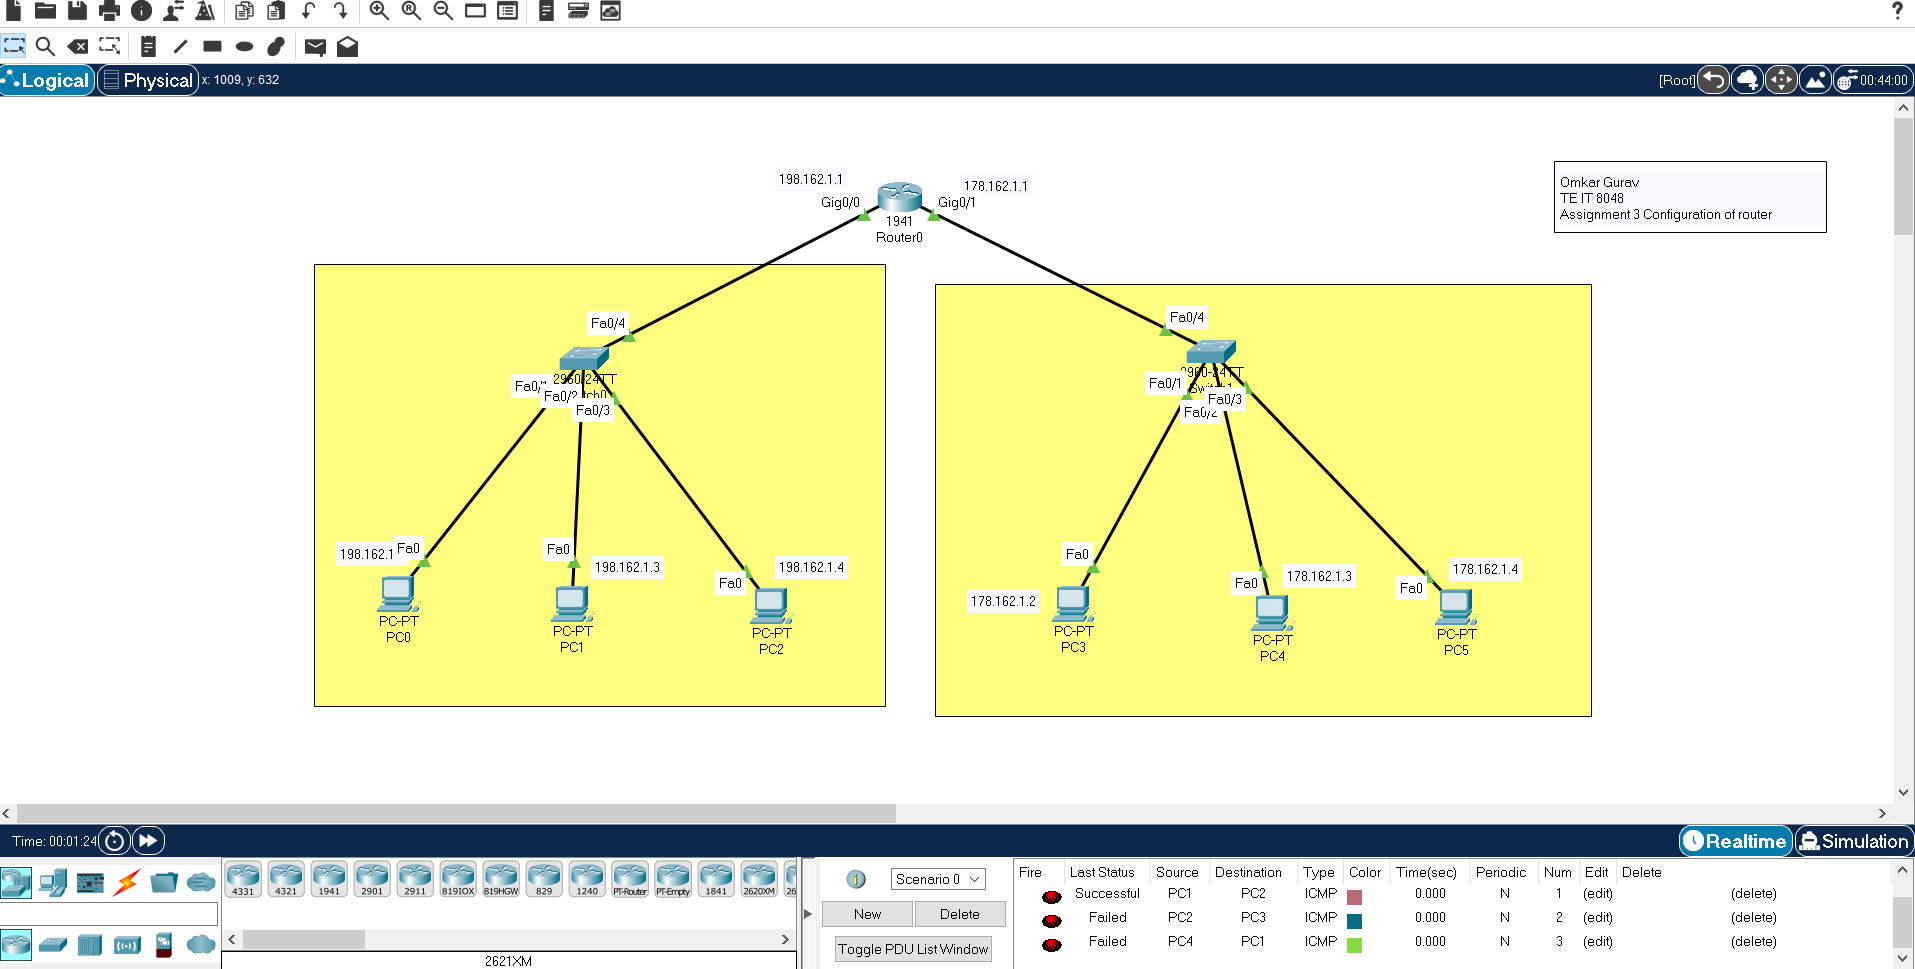 ?
Logical
Physical
x: 1009, y: 632
[Root]
00:44:00
198.162.1.1
178.162.1.1
Gig0/0
Gig0/1
1941
Router0
Omkar Gurav
TE IT 8048
Assignment 3 Configuration of router
Fa0/4
2960-24TT
Fa0/2
Fa0/3
Fa0/4
2960-24TT
Fa0/1
Switch1
Fa0/3
Fa0/2
198.162.1
Fa0
PC-PT
PC0
Fa0
198.162.1.3
PC-PT
PC1
Fa0
198.162.1.4
PC-PT
PC2
Fa0
178.162.1.2
PC-PT
PC3
Fa0
178.162.1.3
PC-PT
PC4
Fa0
178.162.1.4
PC-PT
PC5
Time: 00:01:24
Realtime
Simulation
4331
4321
1941
2901
2911
819IOX
819HGW
829
1240
PT-Router
PT-Empty
1841
2620XM
26
2621XM
Scenario 0
New
Delete
Toggle PDU List Window
Fire Last Status Source Destination Type Color Time(sec) Periodic Num Edit Delete
Successful PC1 PC2 ICMP 0.000 N 1 (edit) (delete)
Failed PC2 PC3 ICMP 0.000 N 2 (edit) (delete)
Failed PC4 PC1 ICMP 0.000 N 3 (edit) (delete)